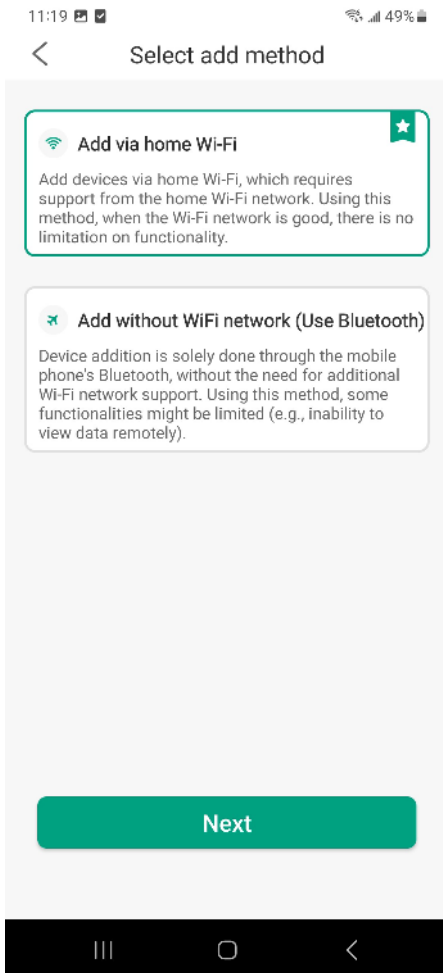 11:19 49%
Select add method
Add via home Wi-Fi
Add devices via home Wi-Fi, which requires
support from the home Wi-Fi network. Using this
method, when the Wi-Fi network is good, there is no
limitation on functionality.
Add without WiFi network (Use Bluetooth)
Device addition is solely done through the mobile
phone's Bluetooth, without the need for additional
Wi-Fi network support. Using this method, some
functionalities might be limited (e.g., inability to
view data remotely).
Next